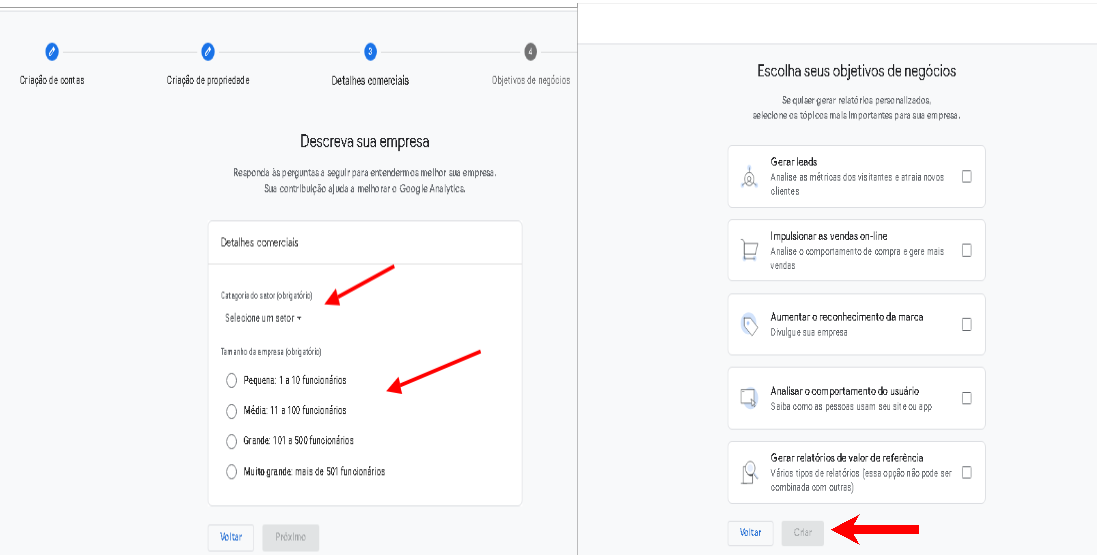 3
4
Criação de contas
Criação de propriedade
Detalhes comerciais
Objetivos de negócios
Descreva sua empresa
Responda às perguntas a seguir para entendermos melhor sua empresa.
Sua contribuição ajuda a melhorar o Google Analytics.
Detalhes comerciais
Categoria do setor (obrigatório)
Selecione um setor
Tamanho da empresa (obrigatório)
Pequena: 1 a 10 funcionários
Média: 11 a 100 funcionários
Grande: 101 a 500 funcionários
Muito grande: mais de 501 funcionários
Voltar
Próximo
Escolha seus objetivos de negócios
Se quiser gerar relatórios personalizados,
selecione os tópicos mais importantes para sua empresa.
Gerar leads
Analise as métricas dos visitantes e atraia novos
clientes
Impulsionar as vendas on-line
Analise o comportamento de compra e gere mais
vendas
Aumentar o reconhecimento da marca
Divulgue sua empresa
Analisar o comportamento do usuário
Saiba como as pessoas usam seu site ou app
Gerar relatórios de valor de referência
Vários tipos de relatórios (essa opção não pode ser
combinada com outras)
Voltar
Criar